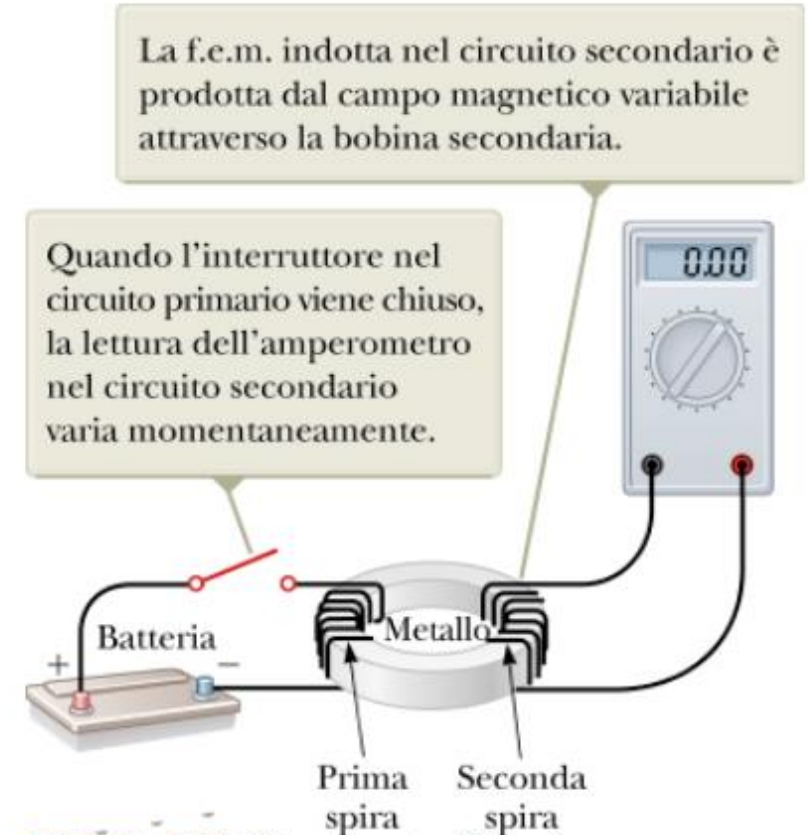 La f.e.m. indotta nel circuito secondario è
prodotta dal campo magnetico variabile
attraverso la bobina secondaria.
Quando l'interruttore nel
circuito primario viene chiuso,
la lettura dell'amperometro
nel circuito secondario
varia momentaneamente.
0.00
Batteria
+
−
Metallo
Prima
spira
Seconda
spira